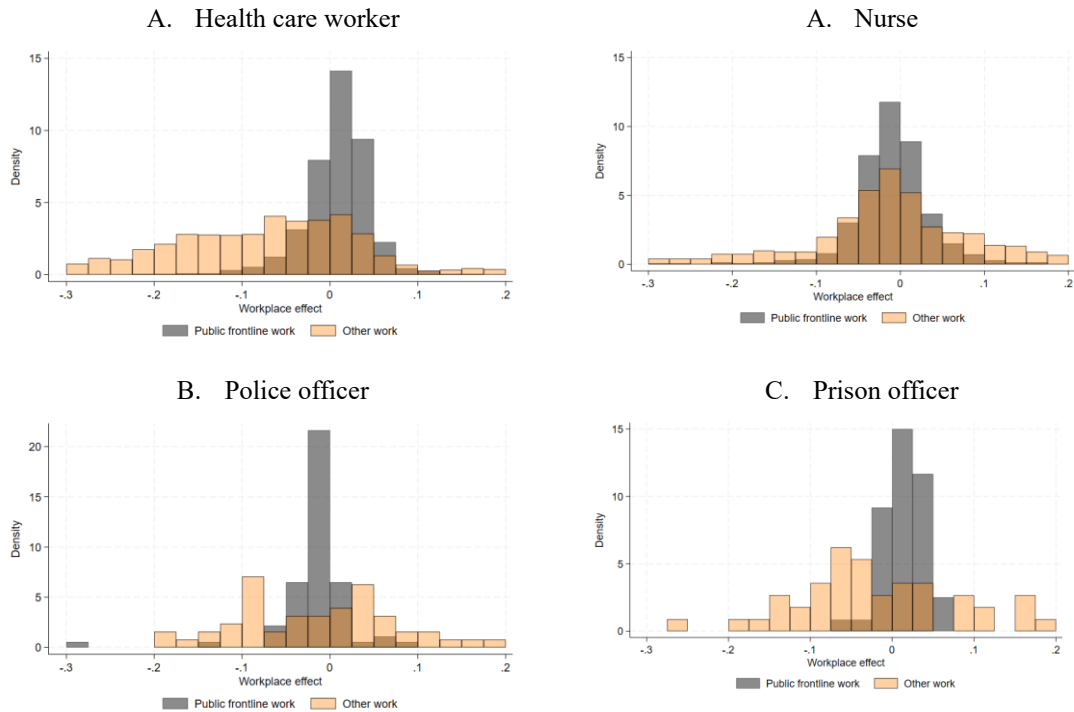 A. Health care worker
15
10
5
0
Density
-.3 -.2 -.1 0 .1 .2
Workplace effect
Public frontline work Other work
A. Nurse
15
10
5
0
Density
-.3 -.2 -.1 0 .1 .2
Workplace effect
Public frontline work Other work
B. Police officer
20
15
10
5
0
Density
-.3 -.2 -.1 0 .1 .2
Workplace effect
Public frontline work Other work
C. Prison officer
15
10
5
0
Density
-.3 -.2 -.1 0 .1 .2
Workplace effect
Public frontline work Other work